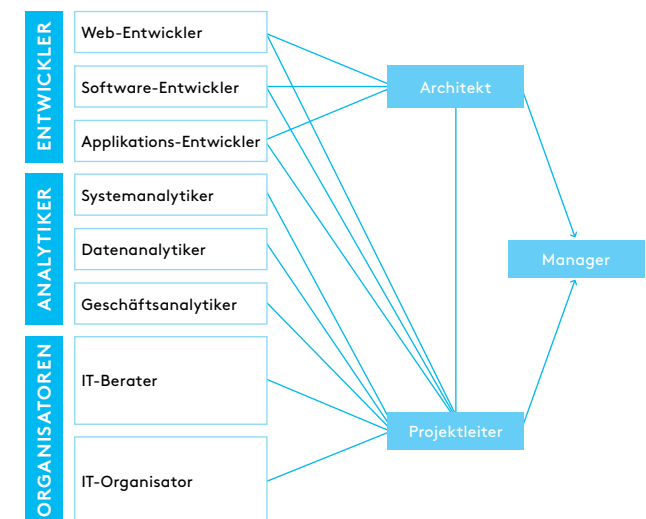 ENTWICKLER
Web-Entwickler
Software-Entwickler
Applikations-Entwickler
ANALYTIKER
Systemanalytiker
Datenanalytiker
Geschäftsanalytiker
ORGANISATOREN
IT-Berater
IT-Organisator
Architekt
Manager
Projektleiter